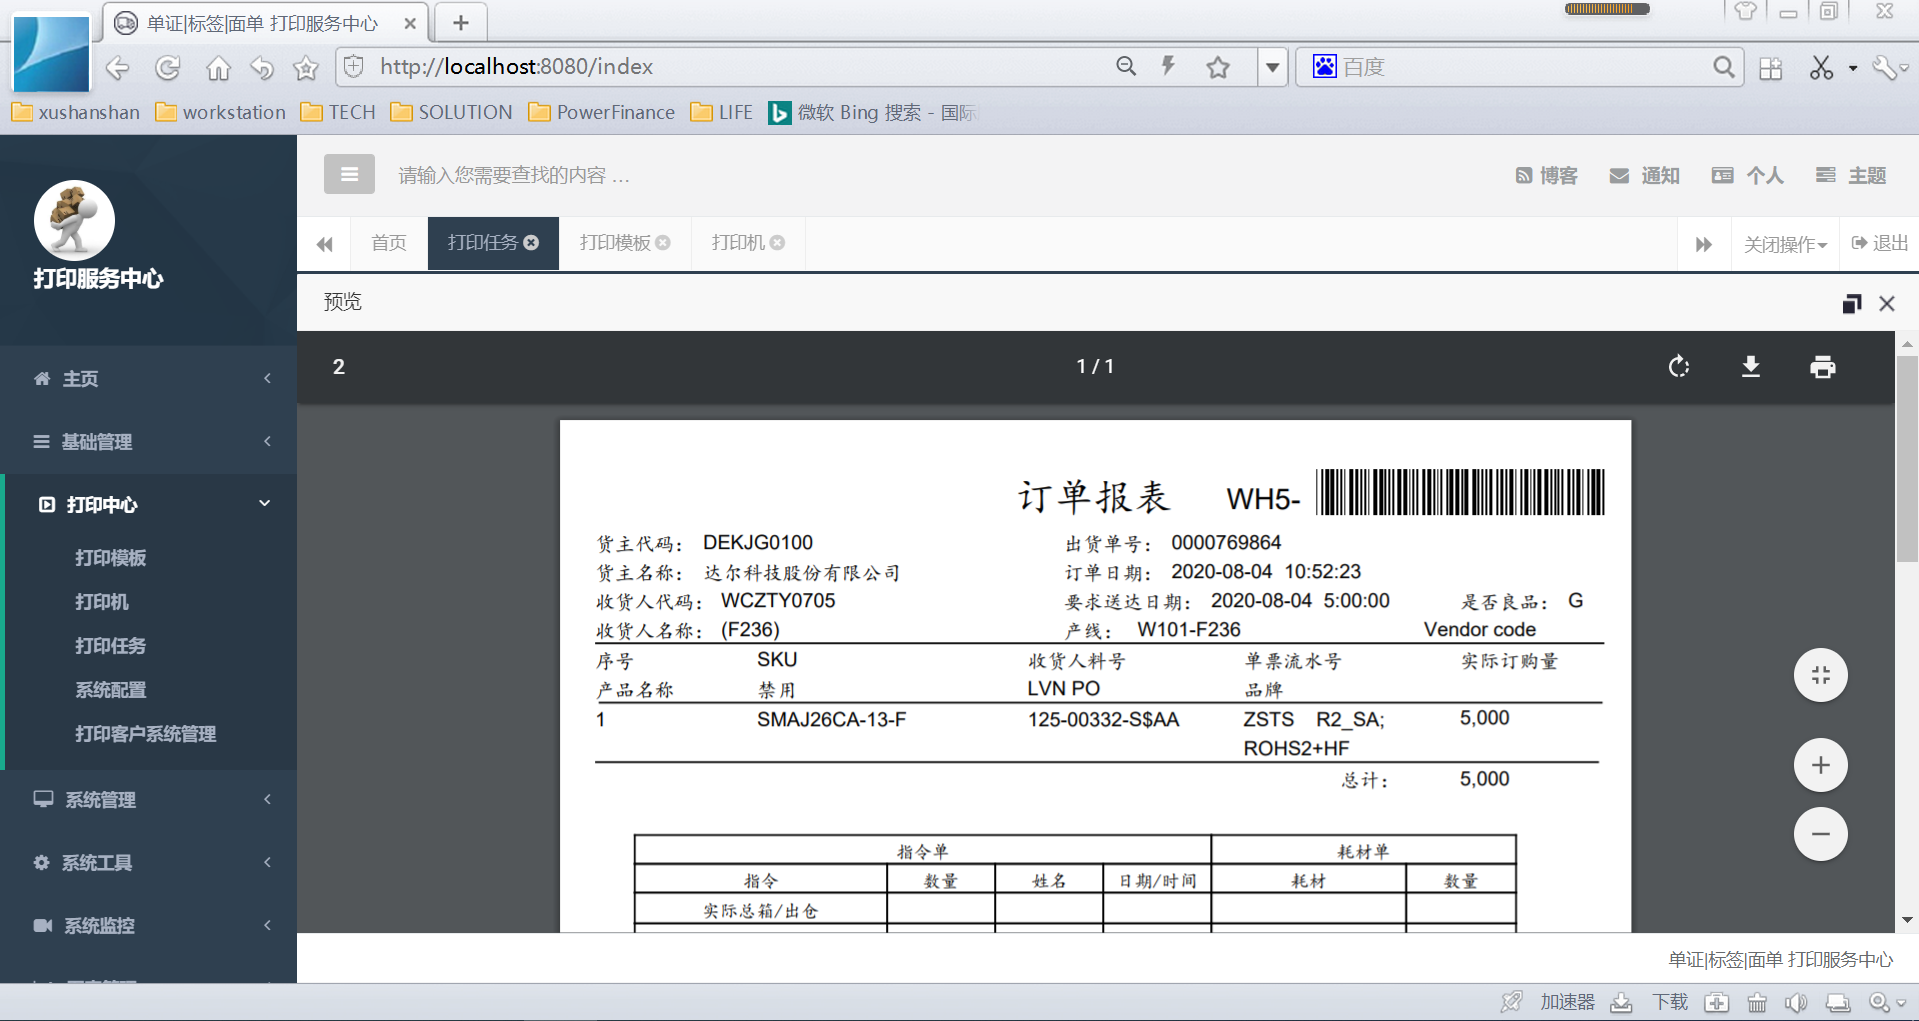 单证|标签|面单 打印服务中心
http://localhost:8080/index
百度
xushanshan workstation TECH SOLUTION PowerFinance LIFE 微软 Bing 搜索 - 国际
请输入您需要查找的内容 …
博客 通知 个人 主题
首页 打印任务 打印模板 打印机 关闭操作 退出
打印服务中心
主页
基础管理
打印中心
打印模板
打印机
打印任务
系统配置
打印客户系统管理
系统管理
系统工具
系统监控
预览
2 1 / 1
订单报表 WH5-
货主代码： DEKJG0100 出货单号： 0000769864
货主名称： 达尔科技股份有限公司 订单日期： 2020-08-04 10:52:23
收货人代码： WCZTY0705 要求送达日期： 2020-08-04 5:00:00 是否良品： G
收货人名称： (F236) 产线： W101-F236 Vendor code
序号 SKU 收货人料号 单票流水号 实际订购量
产品名称 禁用 LVN PO 品牌
1 SMAJ26CA-13-F 125-00332-S$AA ZSTS R2_SA; 5,000
ROHS2+HF
总计： 5,000
指令单 耗材单
指令 数量 姓名 日期/时间 耗材 数量
实际总箱/出仓
单证|标签|面单 打印服务中心
加速器 下载